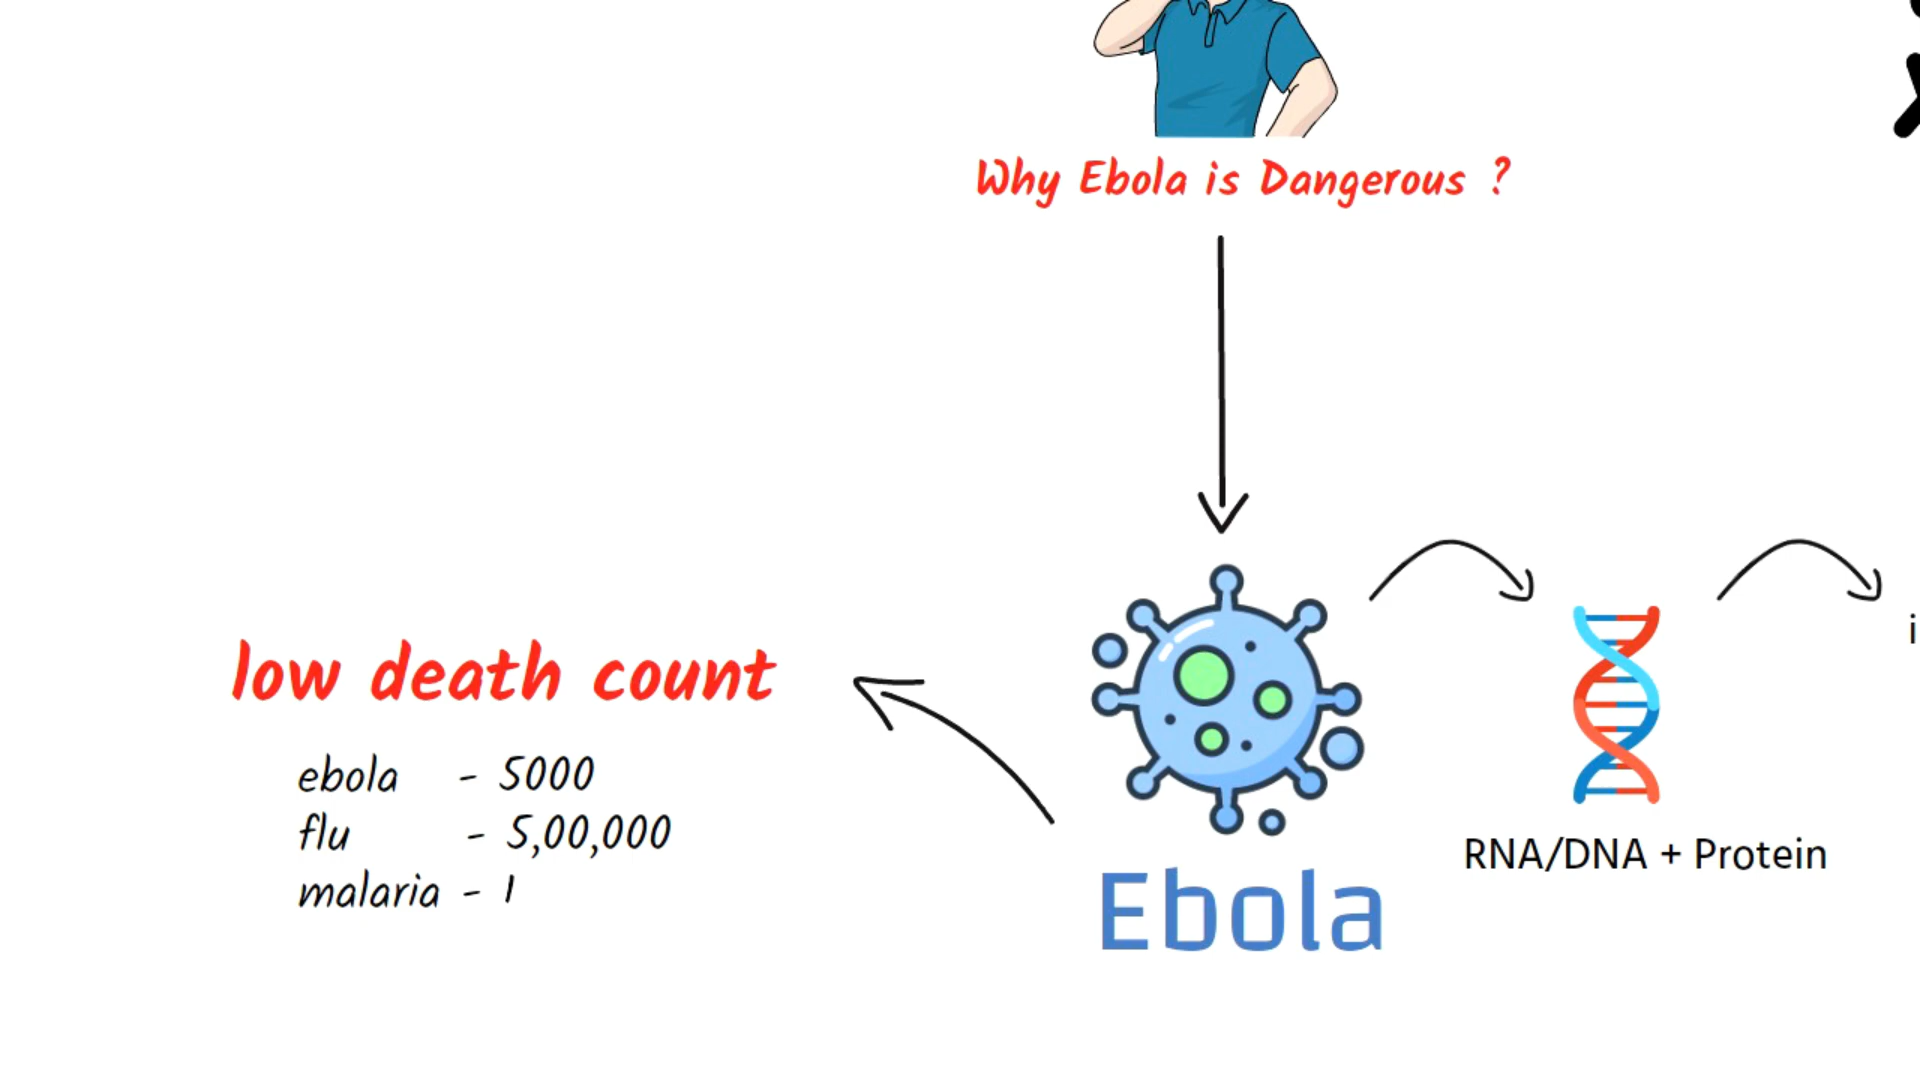 Why Ebola is Dangerous ?
low death count
ebola - 5000
flu - 5,00,000
malaria - 1
RNA/DNA + Protein
Ebola